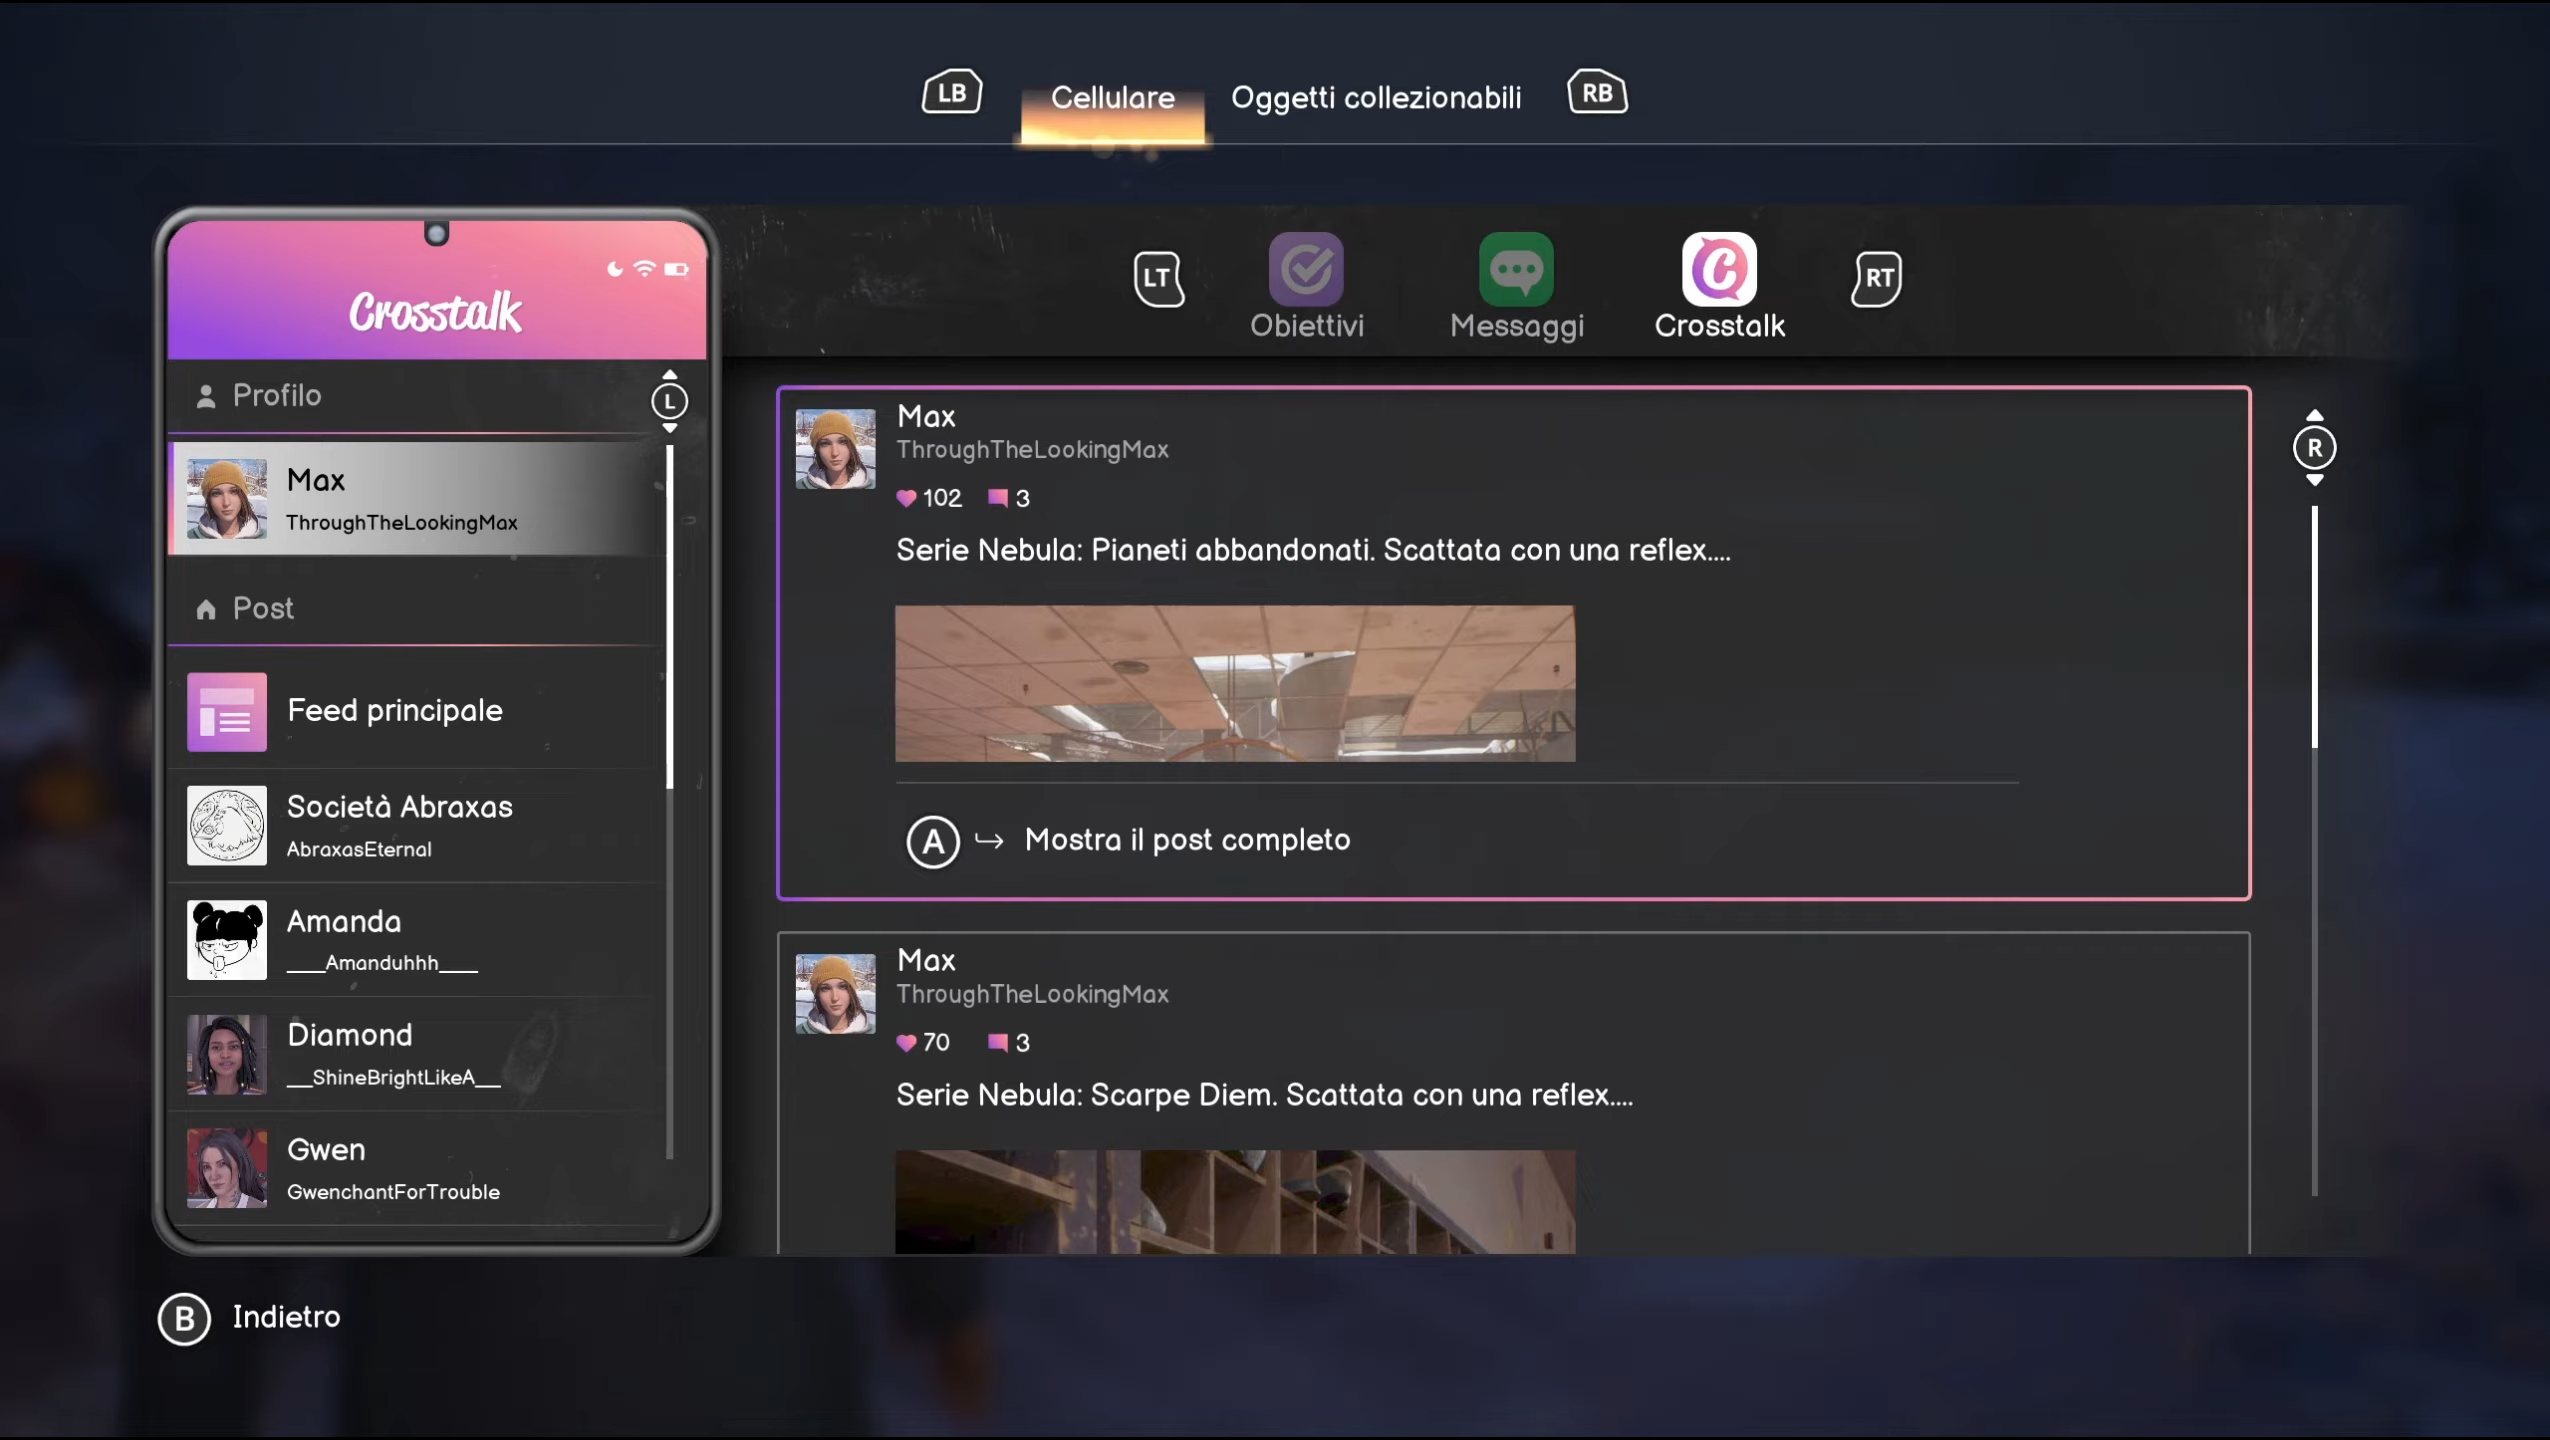 LB
Cellulare
Oggetti collezionabili
RB
Crosstalk
Profilo
L
Max
ThroughTheLookingMax
Post
Feed principale
Società Abraxas
AbraxasEternal
Amanda
___Amanduhhh___
Diamond
__ShineBrightLikeA__
Gwen
GwenchantForTrouble
LT
Obiettivi
Messaggi
Crosstalk
RT
Max
ThroughTheLookingMax
102 3
Serie Nebula: Pianeti abbandonati. Scattata con una reflex....
A Mostra il post completo
R
Max
ThroughTheLookingMax
70 3
Serie Nebula: Scarpe Diem. Scattata con una reflex....
B Indietro